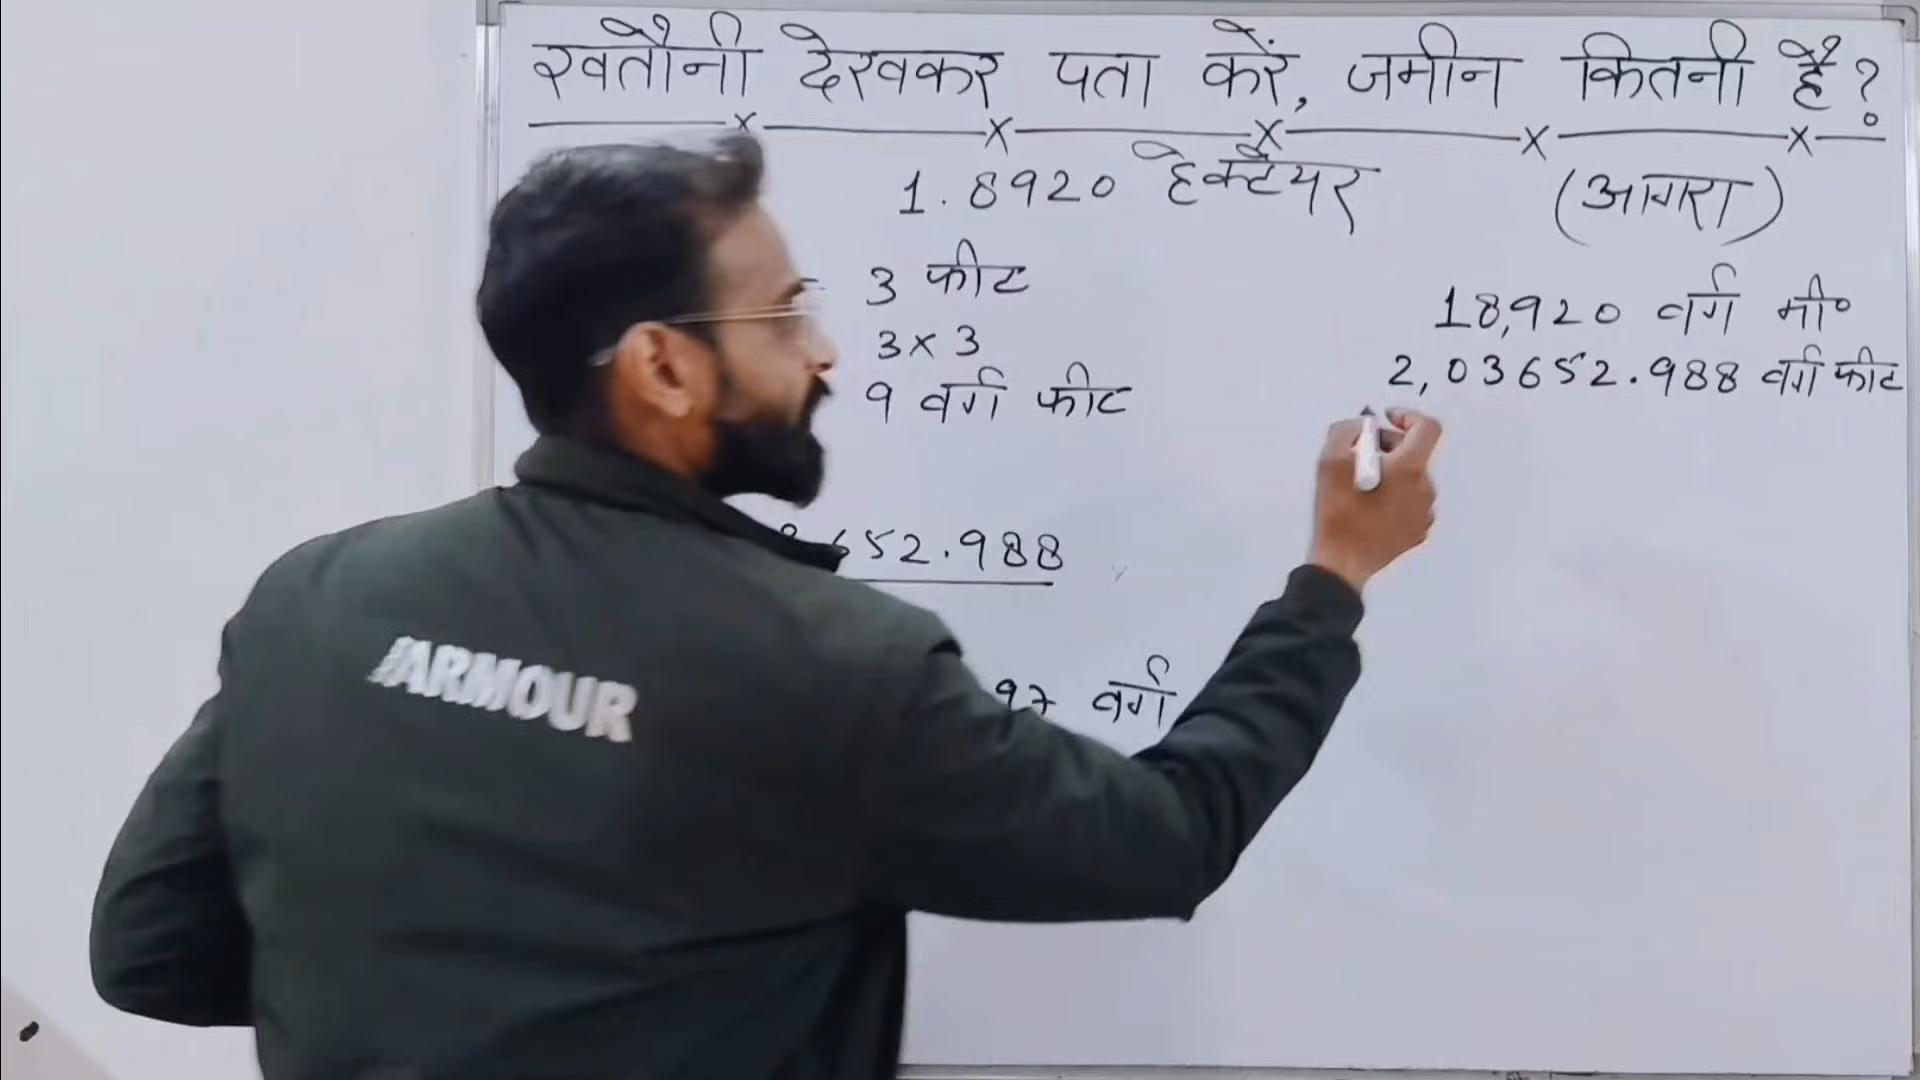 खतौनी देखकर पता करें, जमीन कितनी है?
1.8920 हेक्टेयर (आगरा)
3 फीट
3×3
9 वर्ग फीट
18,920 वर्ग मी०
2,03652.988 वर्ग फीट
652.988
97 वर्ग
ARMOUR